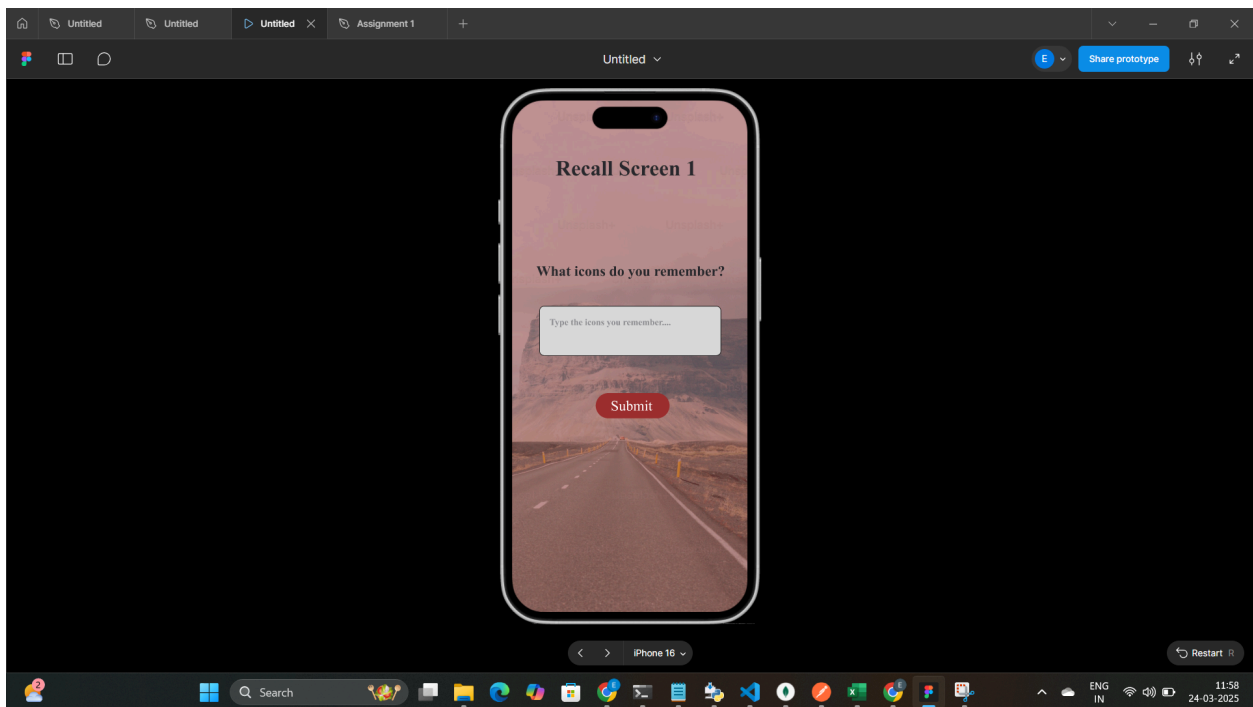 Untitled
Untitled
Untitled
Assignment 1
Untitled
E
Share prototype
Recall Screen 1
What icons do you remember?
Type the icons you remember....
Submit
iPhone 16
Restart R
2
Search
E
E
ENG
IN
11:58
24-03-2025